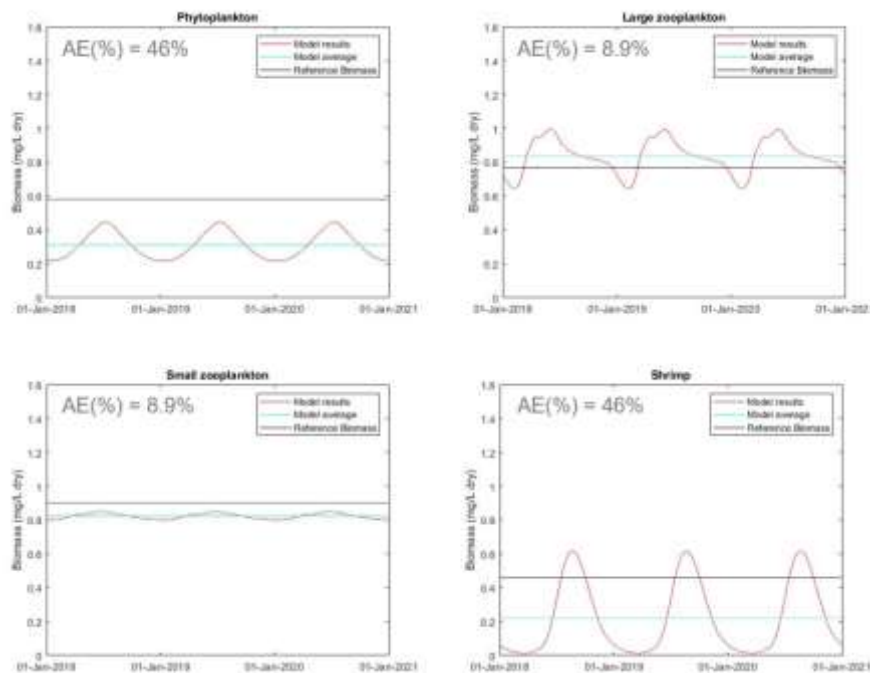 Phytoplankton
AE(%) = 46%
Model results
Model average
Reference Biomass
Biomass (mg/L dry)
1.6
1.4
1.2
1
0.8
0.6
0.4
0.2
0
01-Jan-2018
01-Jan-2019
01-Jan-2020
01-Jan-2021
Large zooplankton
AE(%) = 8.9%
Model results
Model average
Reference Biomass
Biomass (mg/L dry)
1.6
1.4
1.2
1
0.8
0.6
0.4
0.2
0
01-Jan-2018
01-Jan-2019
01-Jan-2020
01-Jan-202
Small zooplankton
AE(%) = 8.9%
Model results
Model average
Reference Biomass
Biomass (mg/L dry)
1.6
1.4
1.2
1
0.8
0.6
0.4
0.2
0
01-Jan-2018
01-Jan-2019
01-Jan-2020
01-Jan-2021
Shrimp
AE(%) = 46%
Model results
Model average
Reference Biomass
Biomass (mg/L dry)
1.6
1.4
1.2
1
0.8
0.6
0.4
0.2
0
01-Jan-2018
01-Jan-2019
01-Jan-2020
01-Jan-2021